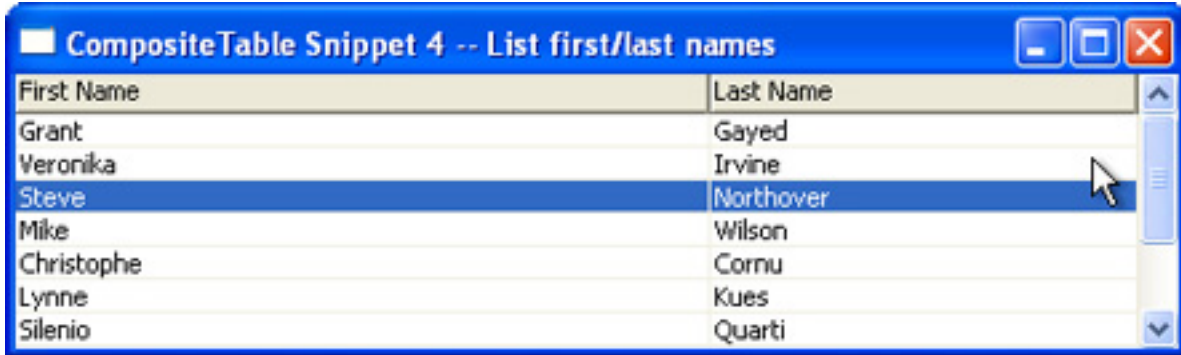 CompositeTable Snippet 4 -- List first/last names
First Name Last Name
Grant Gayed
Veronika Irvine
Steve Northover
Mike Wilson
Christophe Cornu
Lynne Kues
Silenio Quarti